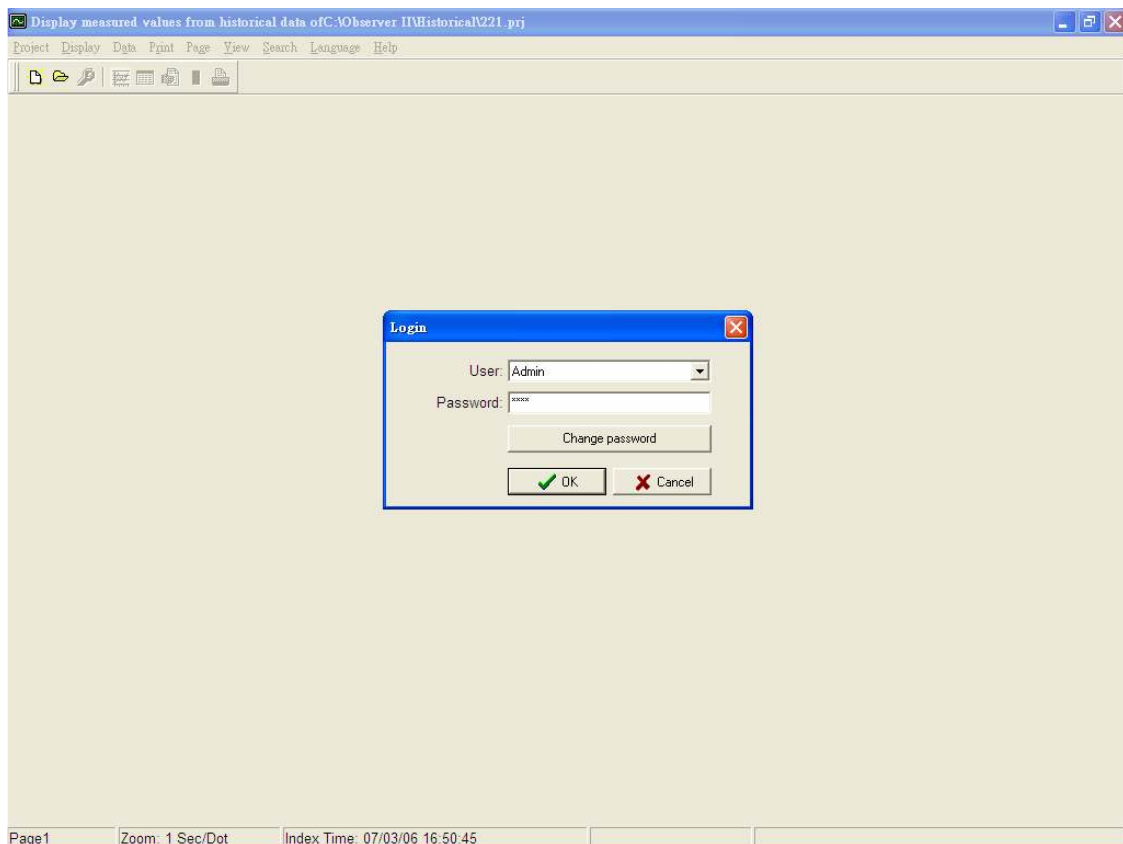 Display measured values from historical data ofC:\Observer II\Historical\221.prj
Project Display Data Print Page View Search Language Help
Login
User: Admin
Password: ****
Change password
OK Cancel
Page1 Zoom: 1 Sec/Dot Index Time: 07/03/06 16:50:45